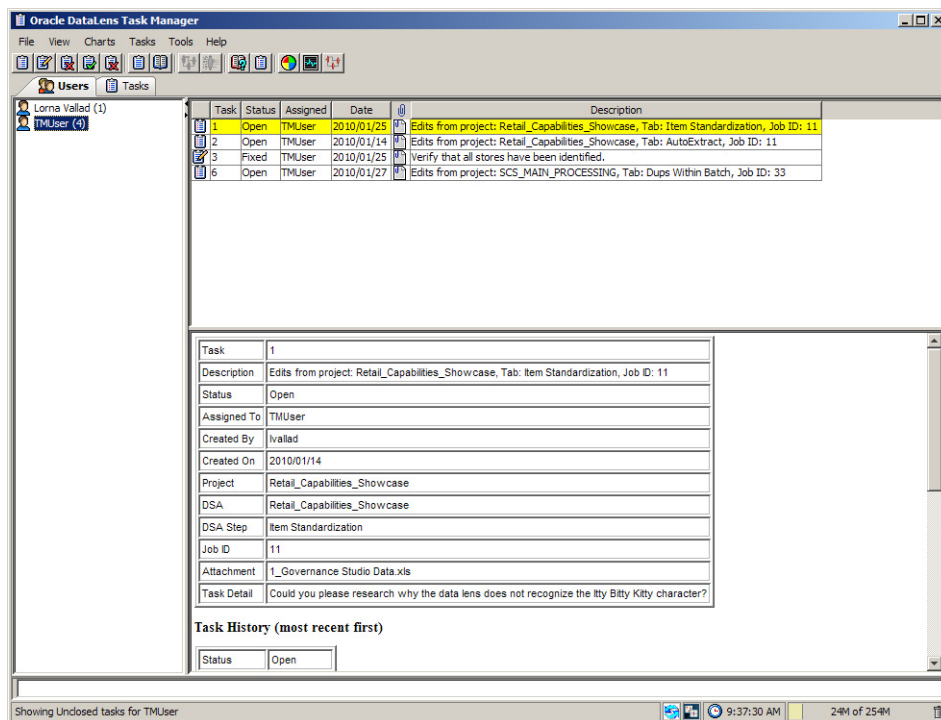 Oracle DataLens Task Manager
File View Charts Tasks Tools Help
Users Tasks
Lorna Vallad (1)
TMUser (4)
Task Status Assigned Date Description
1 Open TMUser 2010/01/25 Edits from project: Retail_Capabilities_Showcase, Tab: Item Standardization, Job ID: 11
2 Open TMUser 2010/01/14 Edits from project: Retail_Capabilities_Showcase, Tab: AutoExtract, Job ID: 11
3 Fixed TMUser 2010/01/25 Verify that all stores have been identified.
6 Open TMUser 2010/01/27 Edits from project: SCS_MAIN_PROCESSING, Tab: Dups Within Batch, Job ID: 33
Task 1
Description Edits from project: Retail_Capabilities_Showcase, Tab: Item Standardization, Job ID: 11
Status Open
Assigned To TMUser
Created By lvallad
Created On 2010/01/14
Project Retail_Capabilities_Showcase
DSA Retail_Capabilities_Showcase
DSA Step Item Standardization
Job ID 11
Attachment 1_Governance Studio Data.xls
Task Detail Could you please research why the data lens does not recognize the Itty Bitty Kitty character?
Task History (most recent first)
Status Open
Showing Unclosed tasks for TMUser 9:37:30 AM 24M of 254M